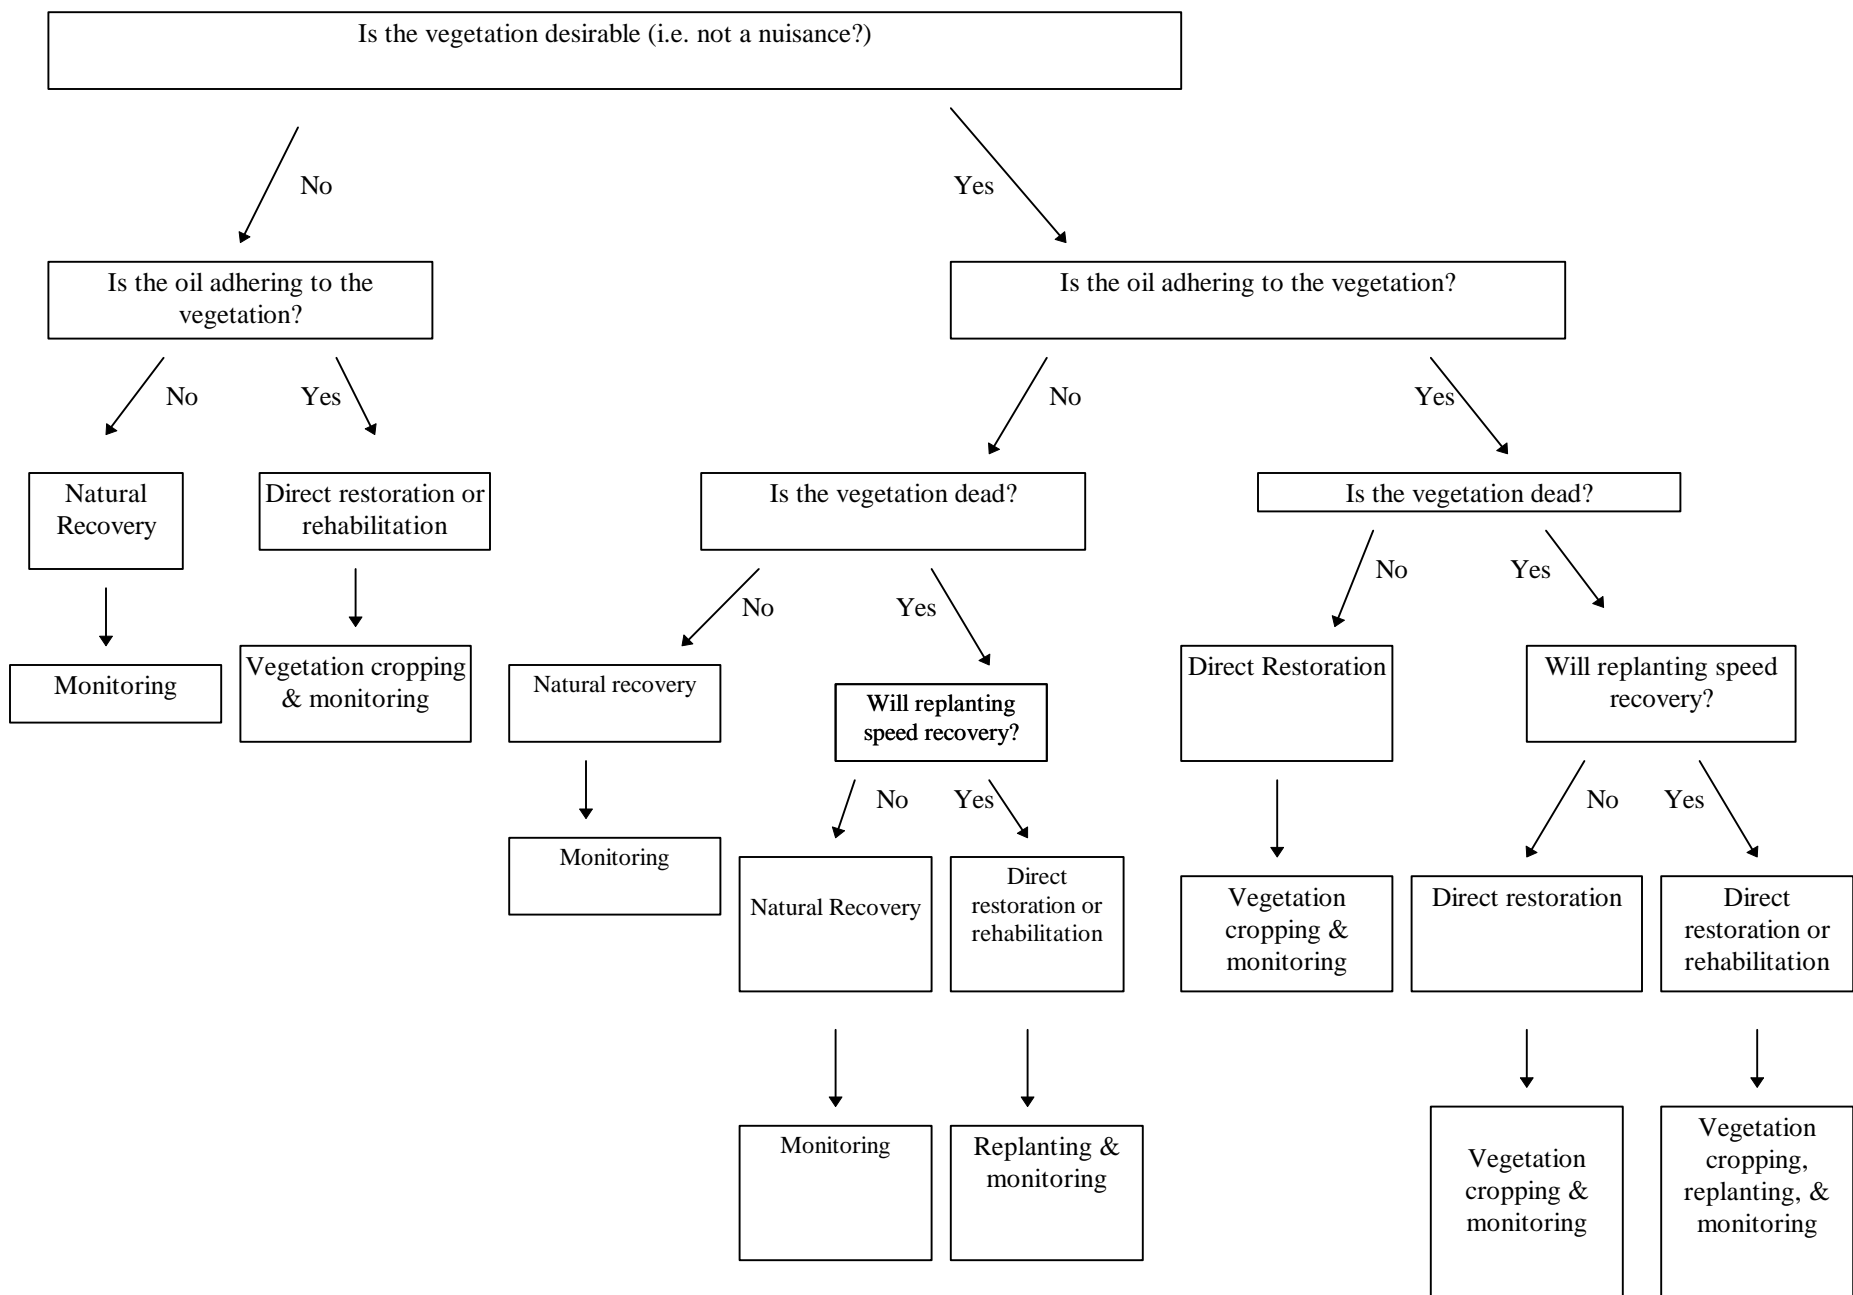 Is the vegetation desirable (i.e. not a nuisance?)
No
Yes
Is the oil adhering to the
vegetation?
Is the oil adhering to the vegetation?
No
Yes
No
Yes
Natural
Recovery
Direct restoration or
rehabilitation
Is the vegetation dead?
Is the vegetation dead?
No
Yes
No
Yes
Monitoring
Vegetation cropping
& monitoring
Natural recovery
Will replanting
speed recovery?
Direct Restoration
Will replanting speed
recovery?
No
Yes
No
Yes
Monitoring
Natural Recovery
Direct
restoration or
rehabilitation
Vegetation
cropping &
monitoring
Direct restoration
Direct
restoration or
rehabilitation
Monitoring
Replanting &
monitoring
Vegetation
cropping &
monitoring
Vegetation
cropping,
replanting, &
monitoring